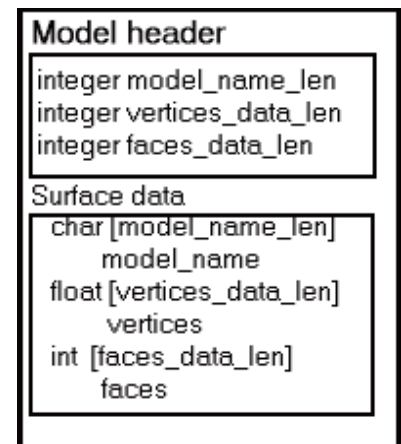 Model header
integer model_name_len
integer vertices_data_len
integer faces_data_len
Surface data
char [model_name_len]
model_name
float [vertices_data_len]
vertices
int [faces_data_len]
faces